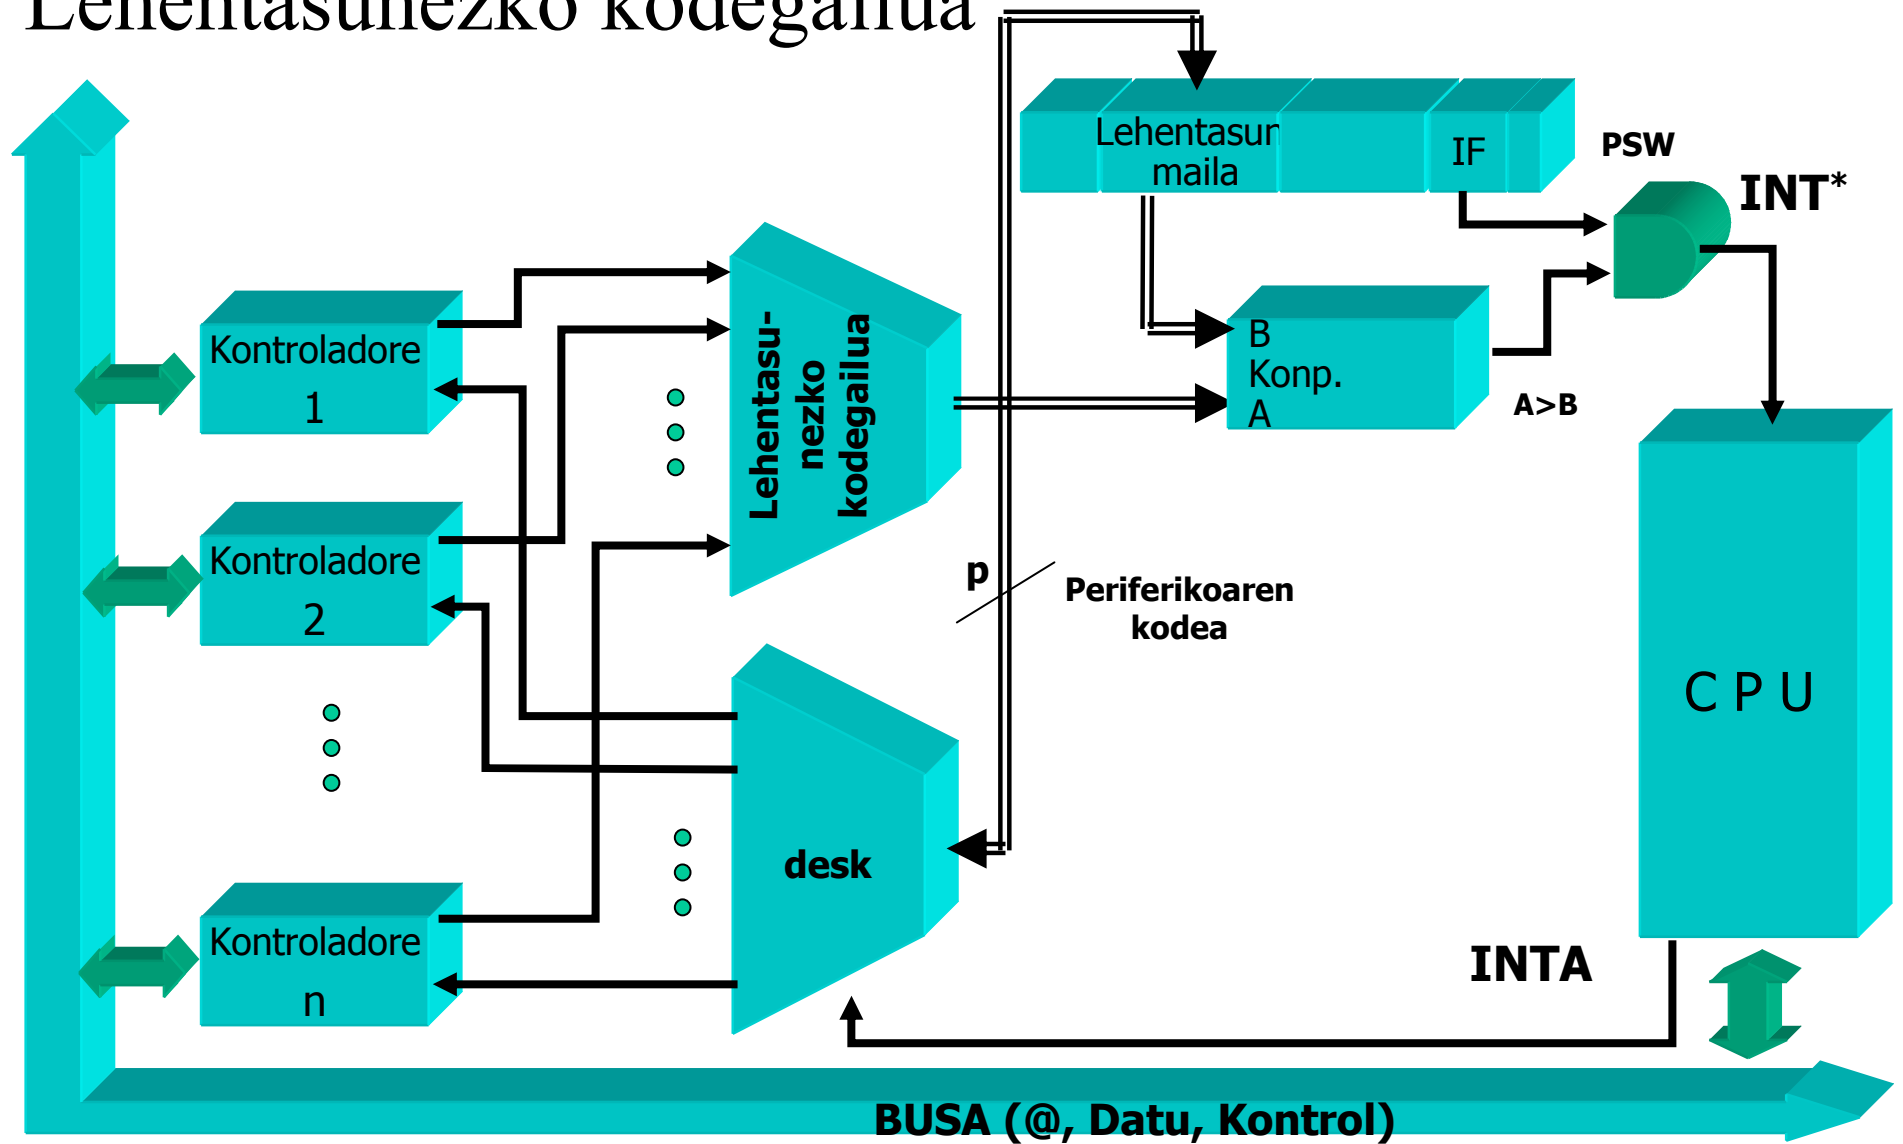 Lehentasunezko kodegailua
Lehentasun
maila
IF
PSW
INT*
Kontroladore
1
Lehentasu-
nezko
kodegailua
B
Konp.
A
A>B
Kontroladore
2
p
Periferikoaren
kodea
C P U
desk
Kontroladore
n
INTA
BUSA (@, Datu, Kontrol)